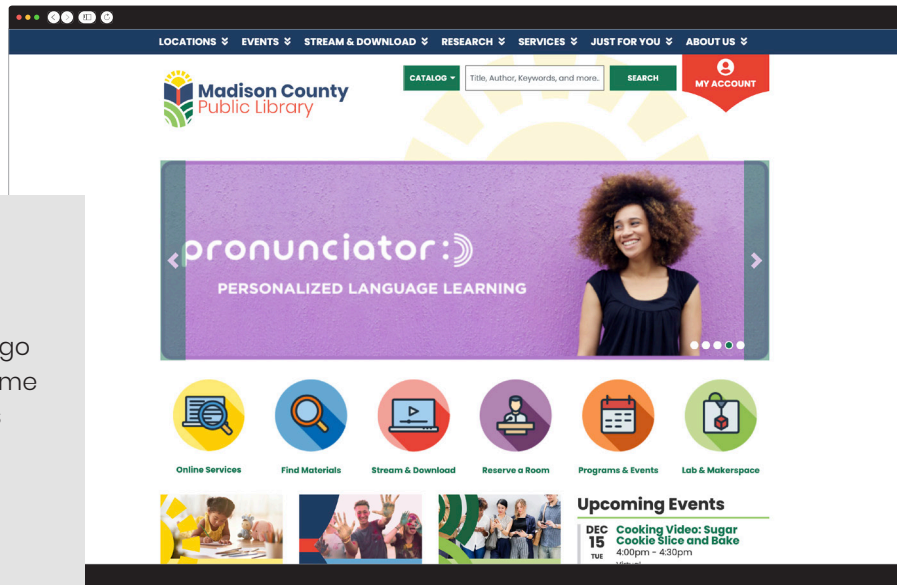 LOCATIONS EVENTS STREAM & DOWNLOAD RESEARCH SERVICES JUST FOR YOU ABOUT US
CATALOG Title, Author, Keywords, and more. SEARCH
MY ACCOUNT
Madison County
Public Library
pronunciator
PERSONALIZED LANGUAGE LEARNING
go
me
Online Services Find Materials Stream & Download Reserve a Room Programs & Events Lab & Makerspace
Upcoming Events
DEC
15
TUE
Cooking Video: Sugar
Cookie Slice and Bake
4:00pm - 4:30pm